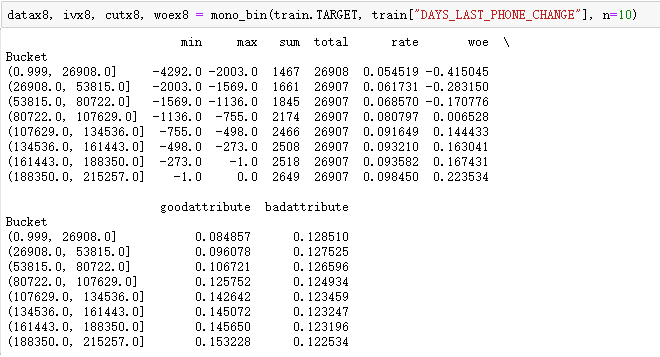 datax8, ivx8, cutx8, woex8 = mono_bin(train.TARGET, train["DAYS_LAST_PHONE_CHANGE"], n=10)
min max sum total rate woe \
Bucket
(0.999, 26908.0] -4292.0 -2003.0 1467 26908 0.054519 -0.415045
(26908.0, 53815.0] -2003.0 -1569.0 1661 26907 0.061731 -0.283150
(53815.0, 80722.0] -1569.0 -1136.0 1845 26907 0.068570 -0.170776
(80722.0, 107629.0] -1136.0 -755.0 2174 26907 0.080797 0.006528
(107629.0, 134536.0] -755.0 -498.0 2466 26907 0.091649 0.144433
(134536.0, 161443.0] -498.0 -273.0 2508 26907 0.093210 0.163041
(161443.0, 188350.0] -273.0 -1.0 2518 26907 0.093582 0.167431
(188350.0, 215257.0] -1.0 0.0 2649 26907 0.098450 0.223534
goodattribute badattribute
Bucket
(0.999, 26908.0] 0.084857 0.128510
(26908.0, 53815.0] 0.096078 0.127525
(53815.0, 80722.0] 0.106721 0.126596
(80722.0, 107629.0] 0.125752 0.124934
(107629.0, 134536.0] 0.142642 0.123459
(134536.0, 161443.0] 0.145072 0.123247
(161443.0, 188350.0] 0.145650 0.123196
(188350.0, 215257.0] 0.153228 0.122534